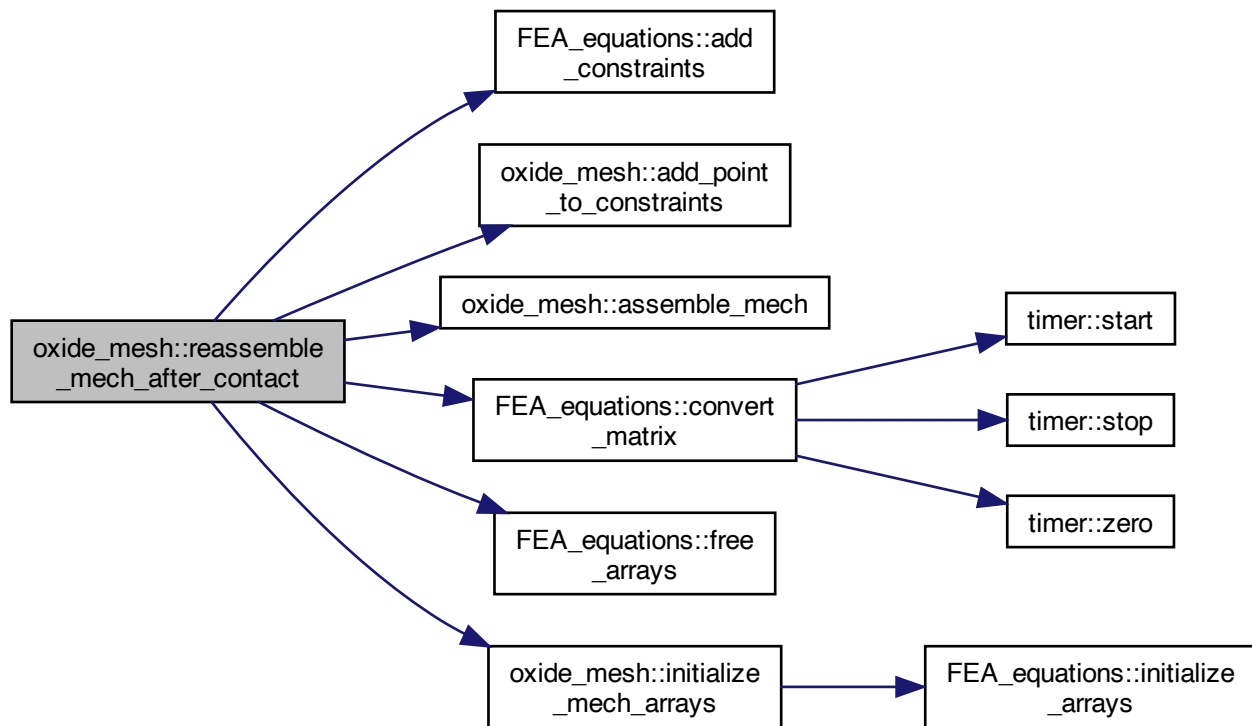 FEA_equations::add
_constraints
oxide_mesh::add_point
_to_constraints
oxide_mesh::assemble_mech
timer::start
oxide_mesh::reassemble
_mech_after_contact
FEA_equations::convert
_matrix
timer::stop
timer::zero
FEA_equations::free
_arrays
oxide_mesh::initialize
_mech_arrays
FEA_equations::initialize
_arrays